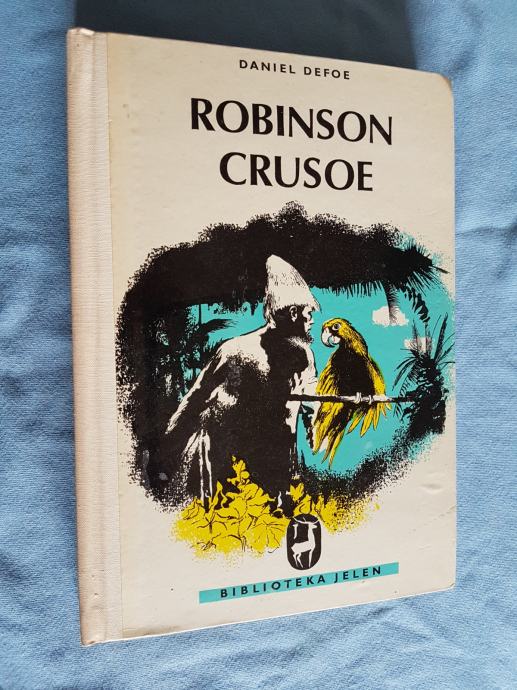 DANIEL DEFOE
ROBINSON
CRUSOE
BIBLIOTEKA JELEN